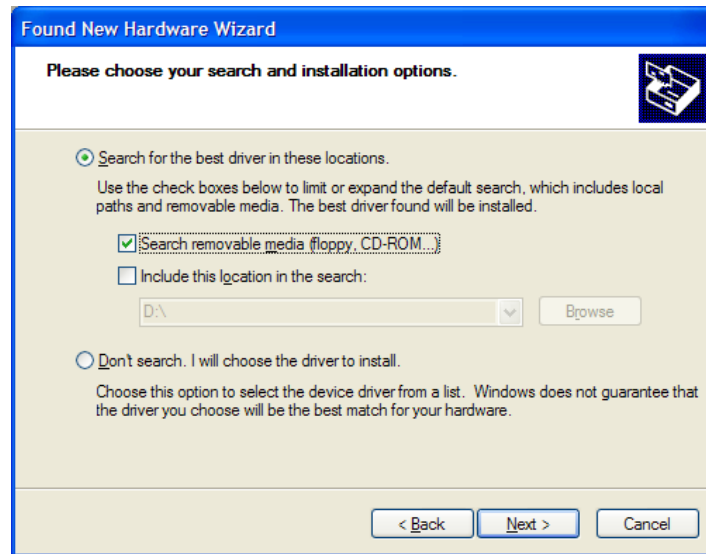 Found New Hardware Wizard
Please choose your search and installation options.
Search for the best driver in these locations.
Use the check boxes below to limit or expand the default search, which includes local
paths and removable media. The best driver found will be installed.
Search removable media (floppy, CD-ROM...)
Include this location in the search:
D:\
Browse
Don't search. I will choose the driver to install.
Choose this option to select the device driver from a list. Windows does not guarantee that
the driver you choose will be the best match for your hardware.
< Back Next > Cancel